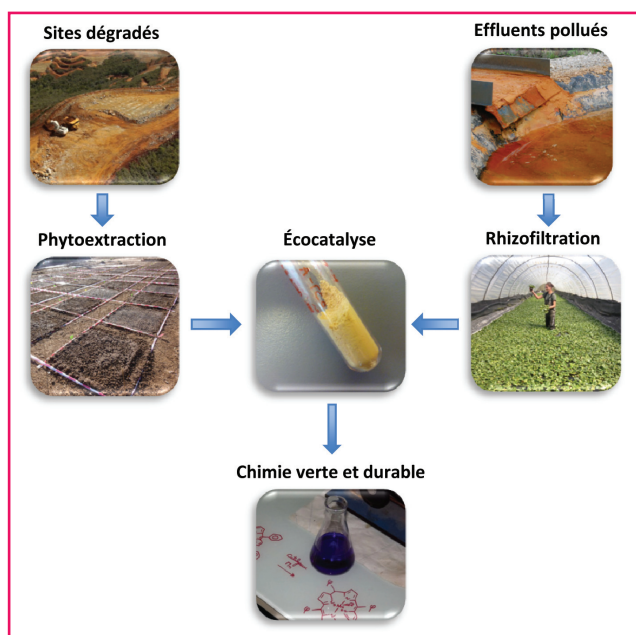 Sites dégradés
Effluents pollués
Phytoextraction
Écocatalyse
Rhizofiltration
Chimie verte et durable